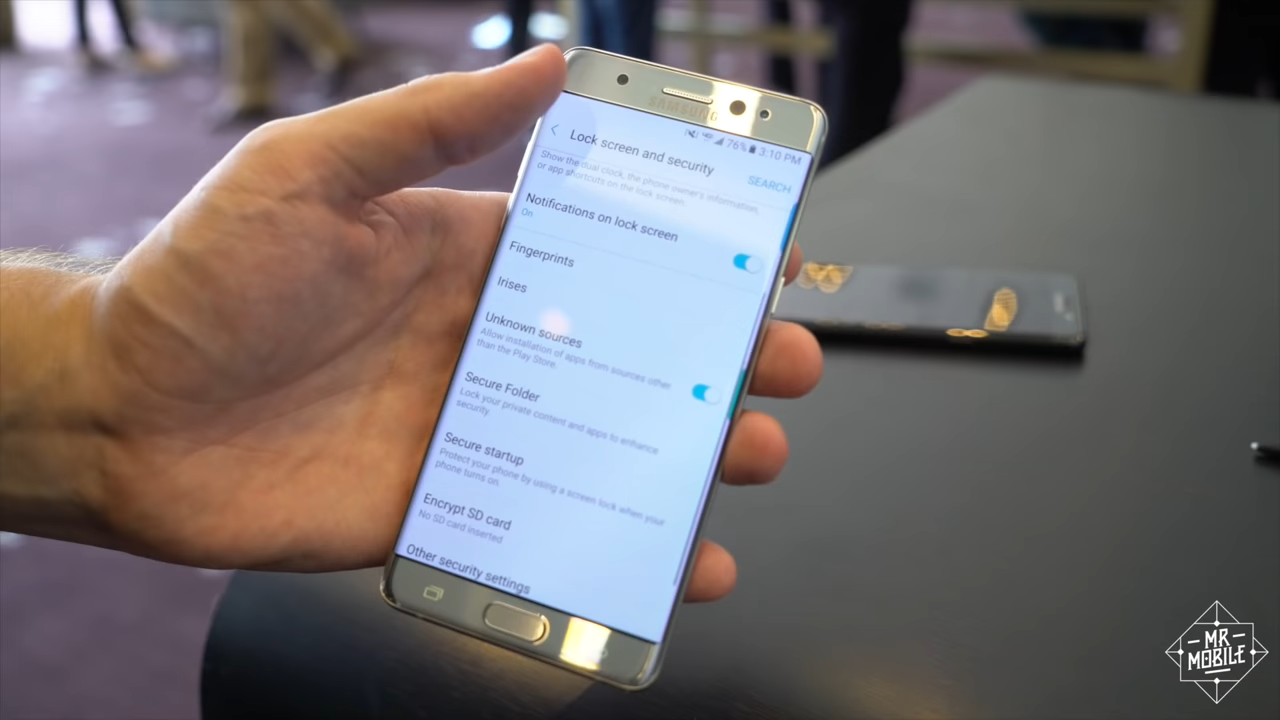 SAMSUNG
76% 3:10 PM
Lock screen and security
SEARCH
Show the dual clock, the phone owner's information,
or app shortcuts on the lock screen.
Notifications on lock screen
On
Fingerprints
Irises
Unknown sources
Allow installation of apps from sources other
than the Play Store.
Secure Folder
Lock your private content and apps to enhance
security.
Secure startup
Protect your phone by using a screen lock when your
phone turns on.
Encrypt SD card
No SD card inserted
Other security settings
MR
MOBILE